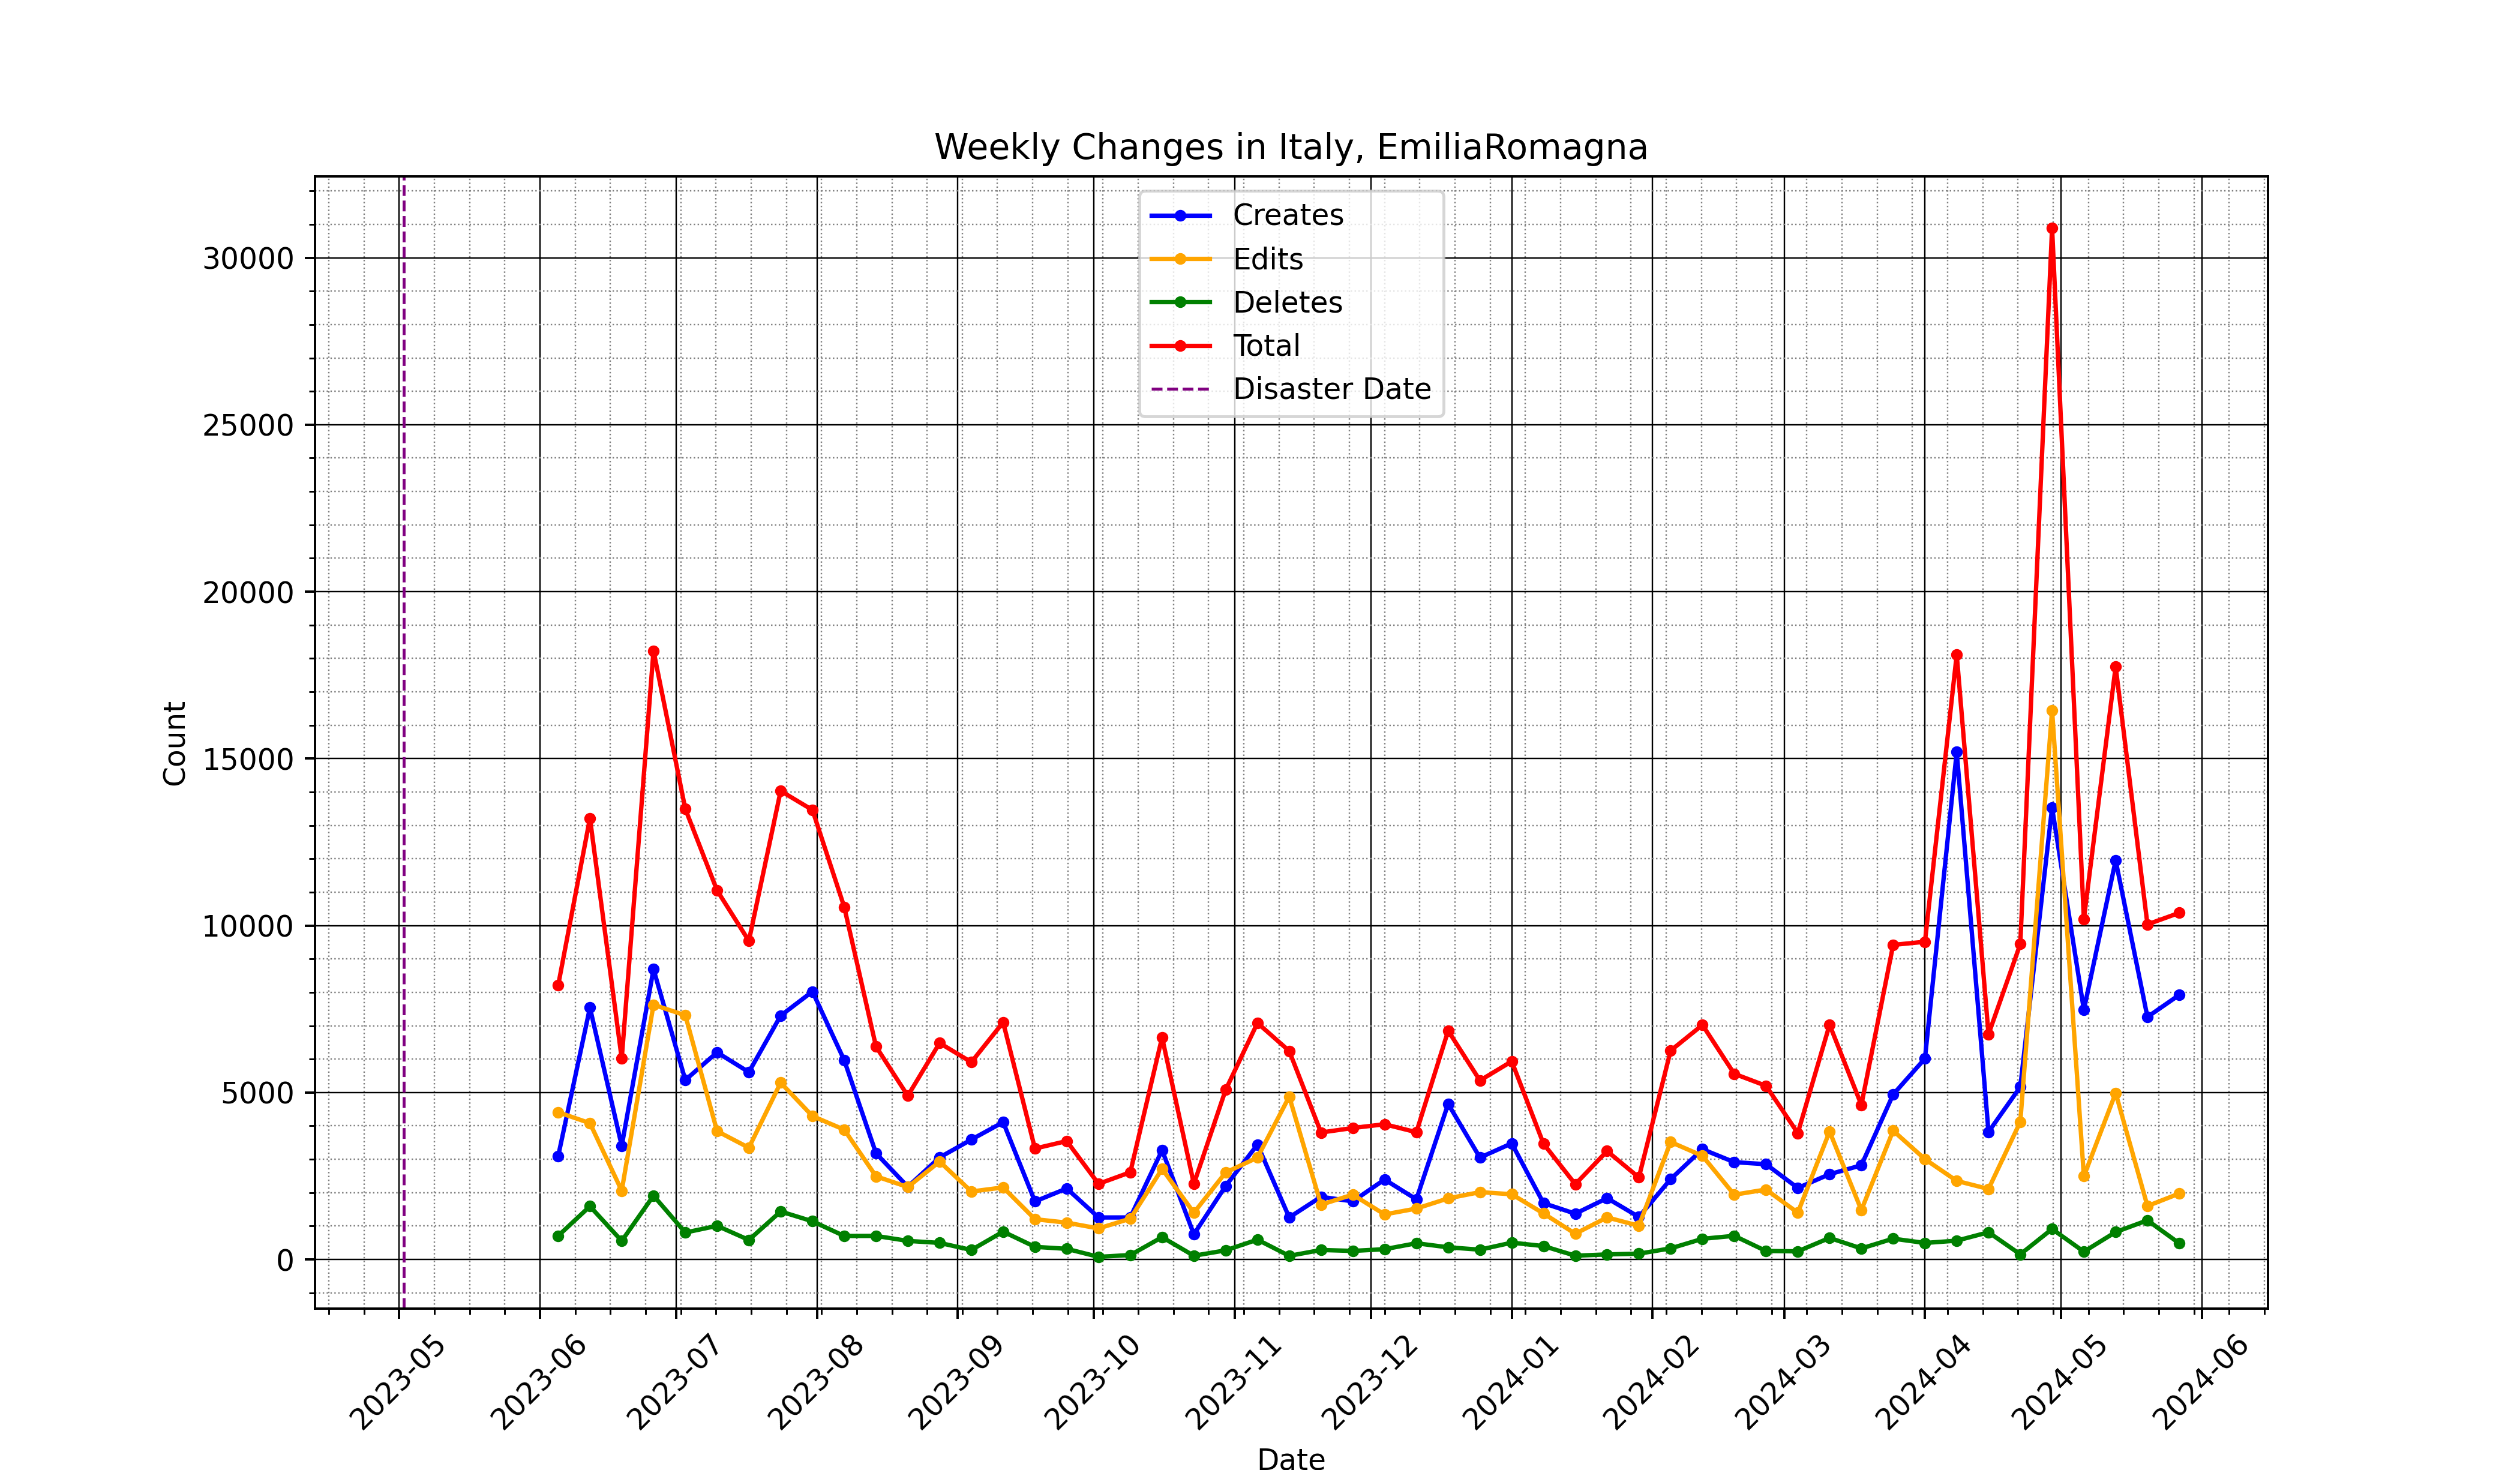 Weekly Changes in Italy, EmiliaRomagna
Creates
Edits
Deletes
Total
Disaster Date
Count
30000
25000
20000
15000
10000
5000
0
2023-05
2023-06
2023-07
2023-08
2023-09
2023-10
2023-11
2023-12
2024-01
2024-02
2024-03
2024-04
2024-05
2024-06
Date